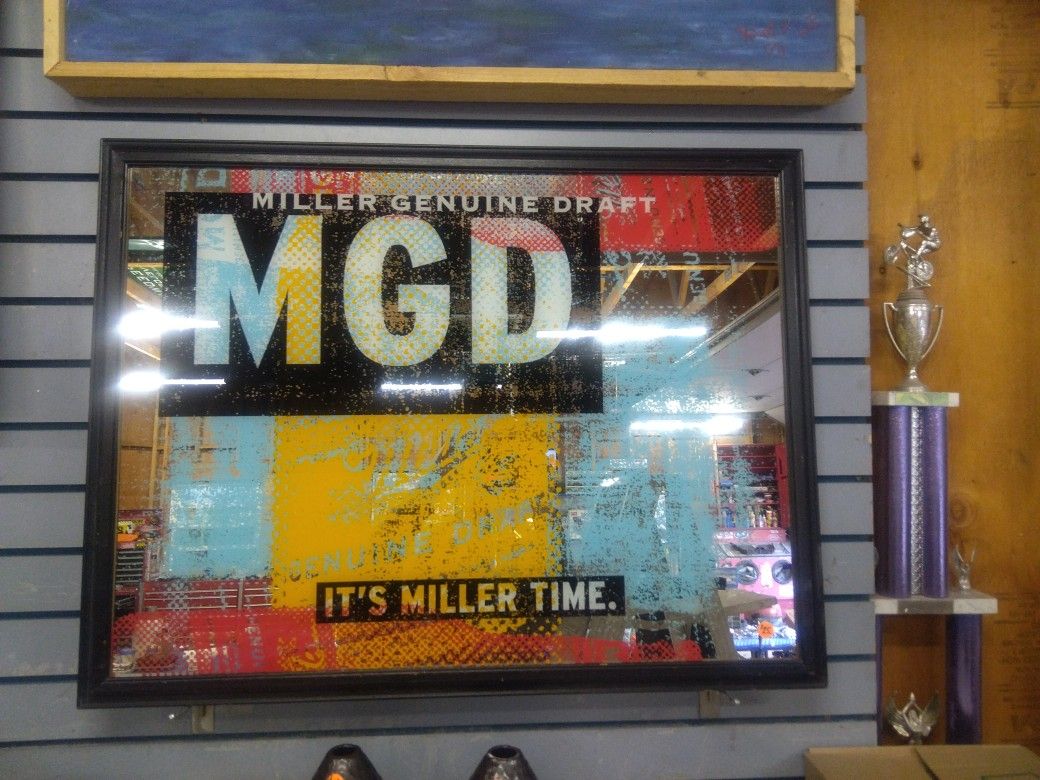 MILLER GENUINE DRAFT
MGD
GENUINE DRAFT
IT'S MILLER TIME.